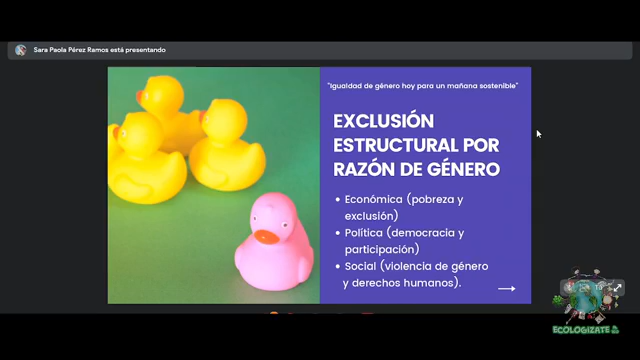 Sara Paola Pérez Ramos está presentando
"Igualdad de género hoy para un mañana sostenible"
EXCLUSIÓN
ESTRUCTURAL POR
RAZÓN DE GÉNERO
• Económica (pobreza y
exclusión)
• Política (democracia y
participación)
• Social (violencia de género
y derechos humanos).
ECOLOGIZATE